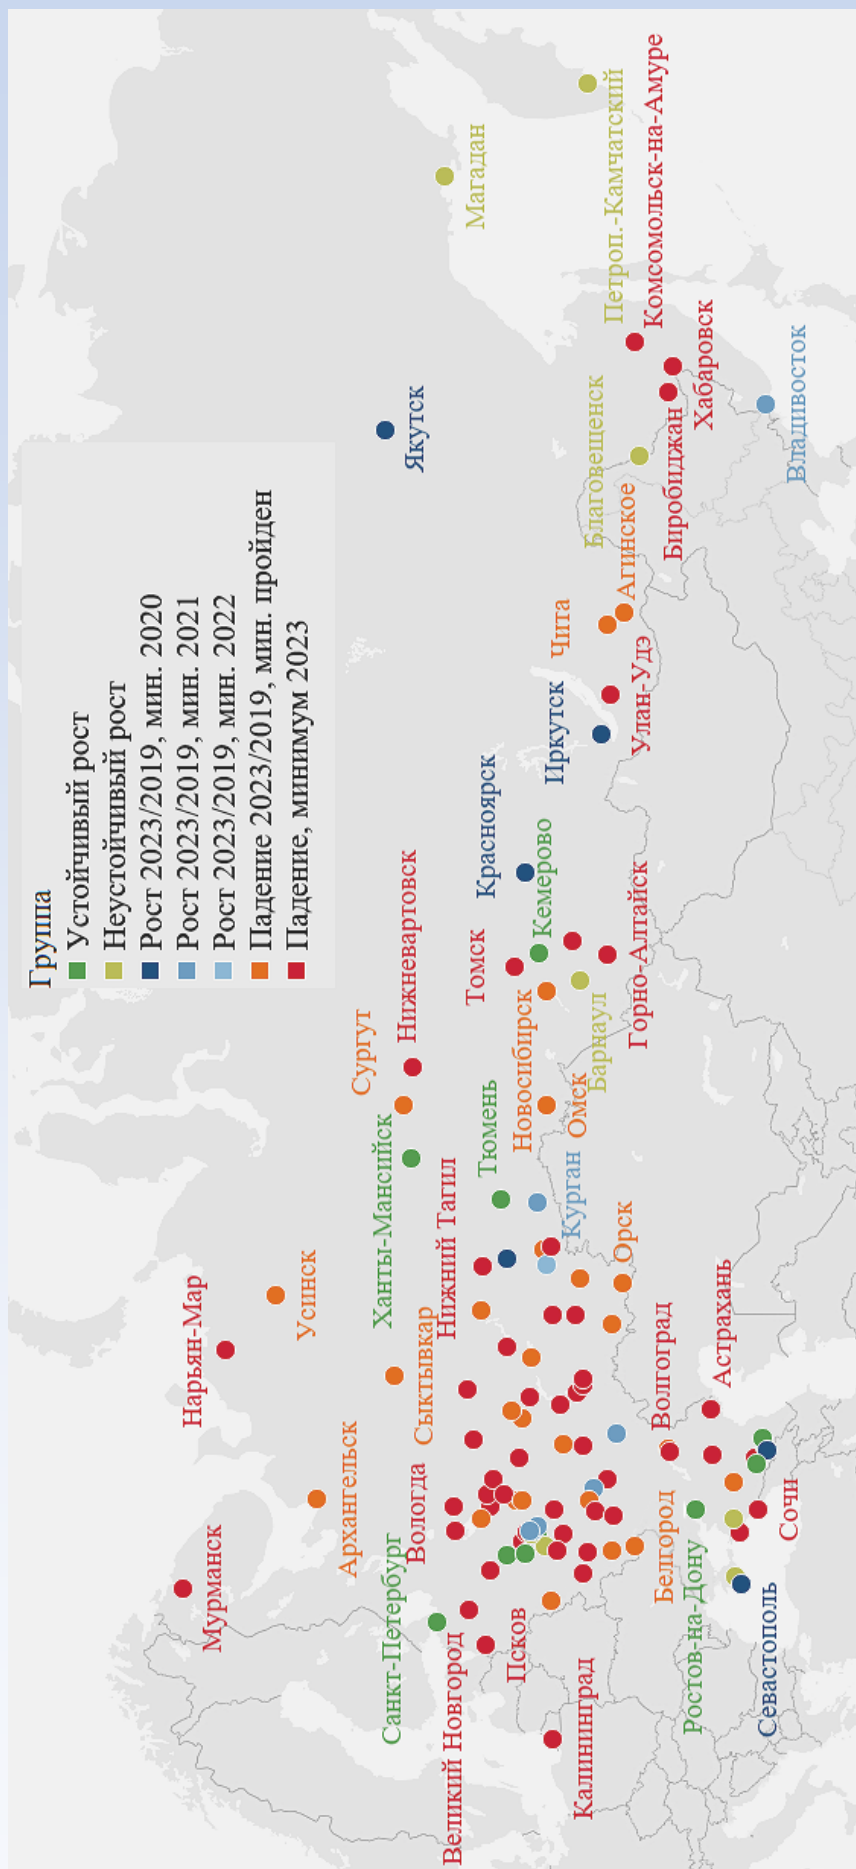 Группа
Устойчивый рост
Неустойчивый рост
Рост 2023/2019, мин. 2020
Рост 2023/2019, мин. 2021
Рост 2023/2019, мин. 2022
Падение 2023/2019, мин. пройден
Падение, минимум 2023
Мурманск
Нарьян-Мар
Усинск
Архангельск
Сургут
Ханты-Мансийск
Нижневартовск
Якутск
Магадан
Санкт-Петербург
Вологда
Сыктывкар
Нижний Тагил
Тюмень
Томск
Красноярск
Великий Новгород
Псков
Новосибирск
Кемерово
Иркутск
Чита
Калининград
Курган
Омск
Барнаул
Благовещенск
Петроп.-Камчатский
Орск
Горно-Алтайск
Улан-Удэ
Агинское
Комсомольск-на-Амуре
Белгород
Волгоград
Биробиджан
Хабаровск
Ростов-на-Дону
Астрахань
Севастополь
Сочи
Владивосток